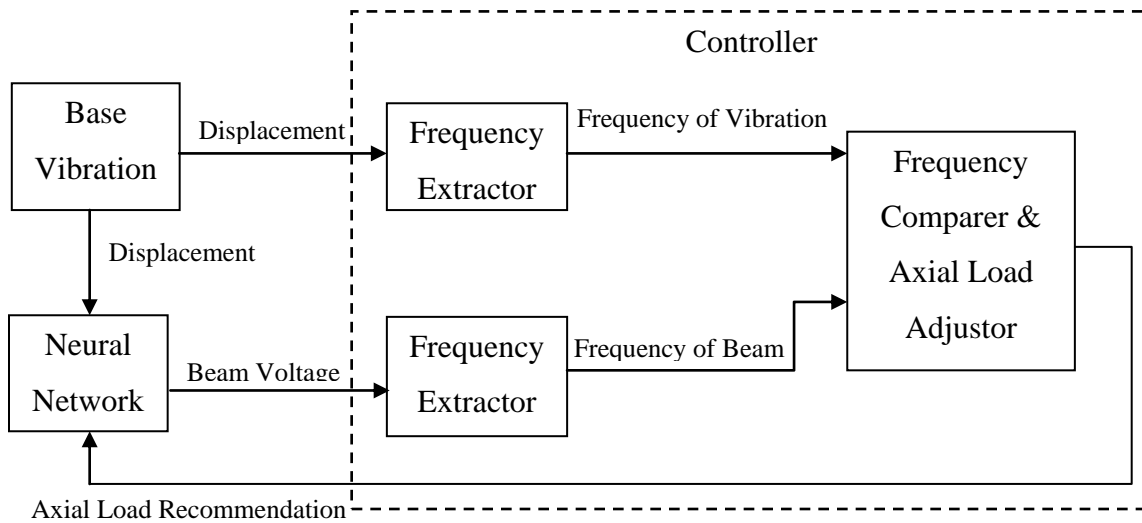 Controller
Base
Vibration
Displacement
Frequency
Extractor
Frequency of Vibration
Frequency
Comparer &
Axial Load
Adjustor
Displacement
Neural
Network
Beam Voltage
Frequency
Extractor
Frequency of Beam
Axial Load Recommendation